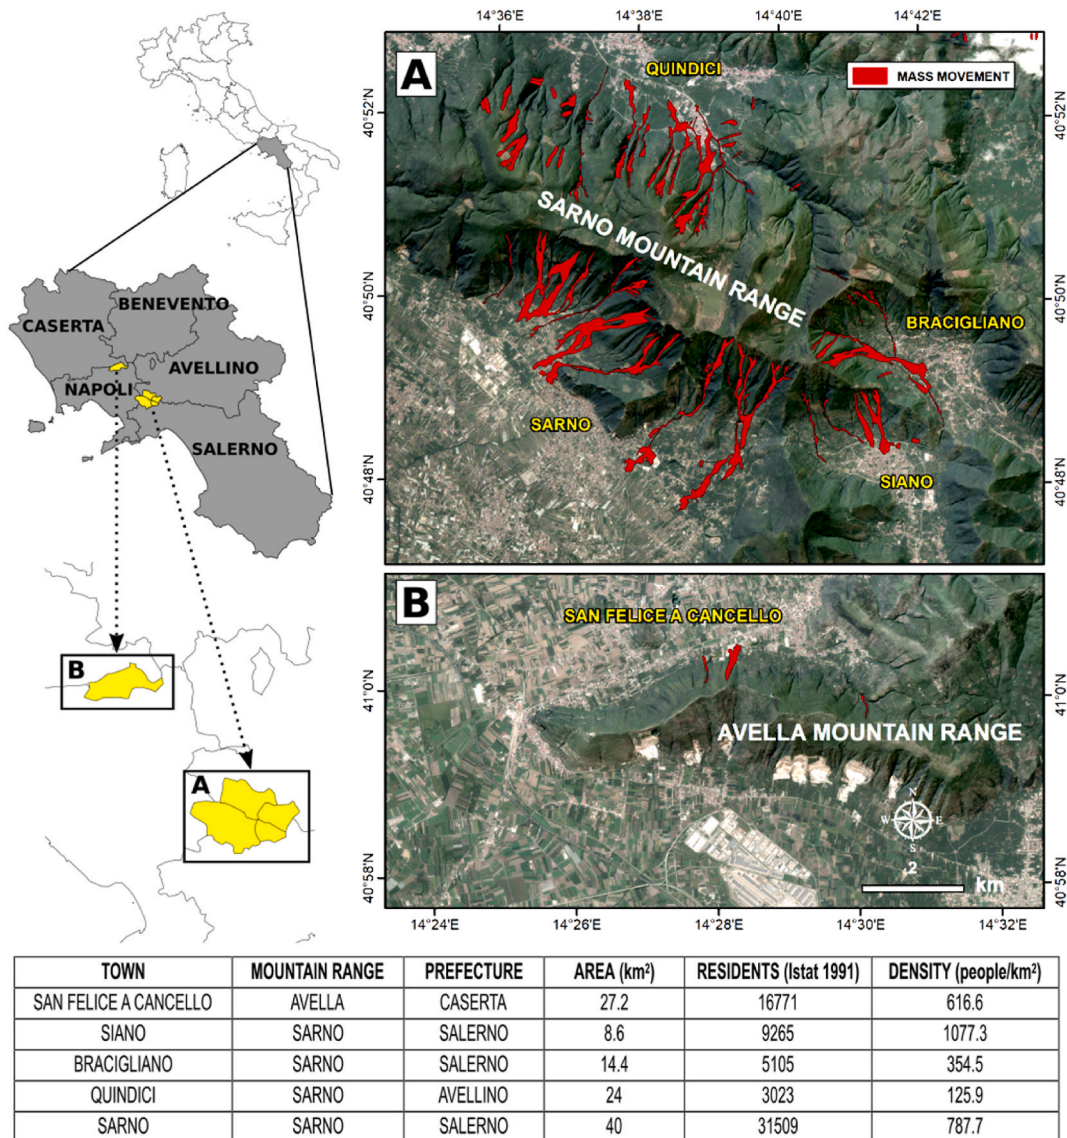 14°36'E 14°38'E 14°40'E 14°42'E
A
QUINDICI
MASS MOVEMENT
40°52'N 40°52'N
SARNO MOUNTAIN RANGE
40°50'N 40°50'N
BRACIGLIANO
SARNO
SIANO
40°48'N 40°48'N
BENEVENTO
CASERTA
AVELLINO
NAPOLI
SALERNO
B
A
B
SAN FELICE A CANCELLO
41°0'N 41°0'N
AVELLA MOUNTAIN RANGE
N
W E
S
2
km
40°58'N 40°58'N
14°24'E 14°26'E 14°28'E 14°30'E 14°32'E
TOWN MOUNTAIN RANGE PREFECTURE AREA (km²) RESIDENTS (Istat 1991) DENSITY (people/km²)
SAN FELICE A CANCELLO AVELLA CASERTA 27.2 16771 616.6
SIANO SARNO SALERNO 8.6 9265 1077.3
BRACIGLIANO SARNO SALERNO 14.4 5105 354.5
QUINDICI SARNO AVELLINO 24 3023 125.9
SARNO SARNO SALERNO 40 31509 787.7